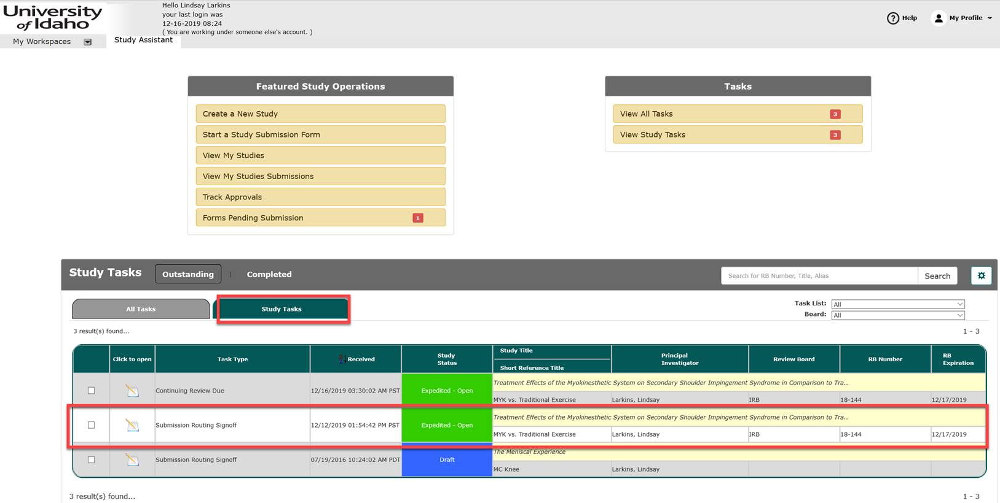 University
of Idaho
Hello Lindsay Larkins
your last login was
12-16-2019 08:24
( You are working under someone else's account. )
Help
My Profile
My Workspaces
Study Assistant
Featured Study Operations
Create a New Study
Start a Study Submission Form
View My Studies
View My Studies Submissions
Track Approvals
Forms Pending Submission 1
Tasks
View All Tasks 3
View Study Tasks 3
Study Tasks Outstanding | Completed
Search for RB Number, Title, Alias Search
All Tasks Study Tasks
Task List: All
Board: All
3 result(s) found... 1 - 3
Click to open Task Type Received Study Status Study Title Short Reference Title Principal Investigator Review Board RB Number RB Expiration
Continuing Review Due 12/16/2019 03:30:02 AM PST Expedited - Open Treatment Effects of the Myokinesthetic System on Secondary Shoulder Impingement Syndrome in Comparison to Tra...
MYK vs. Traditional Exercise Larkins, Lindsay IRB 18-144 12/17/2019
Submission Routing Signoff 12/12/2019 01:54:42 PM PST Expedited - Open Treatment Effects of the Myokinesthetic System on Secondary Shoulder Impingement Syndrome in Comparison to Tra...
MYK vs. Traditional Exercise Larkins, Lindsay IRB 18-144 12/17/2019
Submission Routing Signoff 07/19/2016 10:24:02 AM PDT Draft The Meniscal Experience
MC Knee Larkins, Lindsay
3 result(s) found... 1 - 3